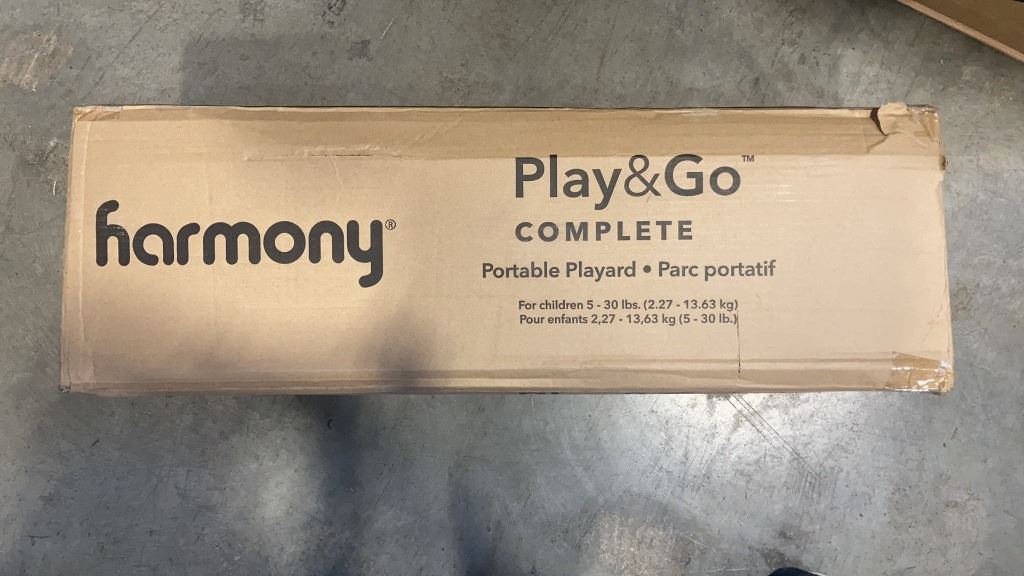 harmony®
Play&Go™
COMPLETE
Portable Playard • Parc portatif
For children 5 - 30 lbs. (2.27 - 13.63 kg)
Pour enfants 2,27 - 13,63 kg (5 - 30 lb.)